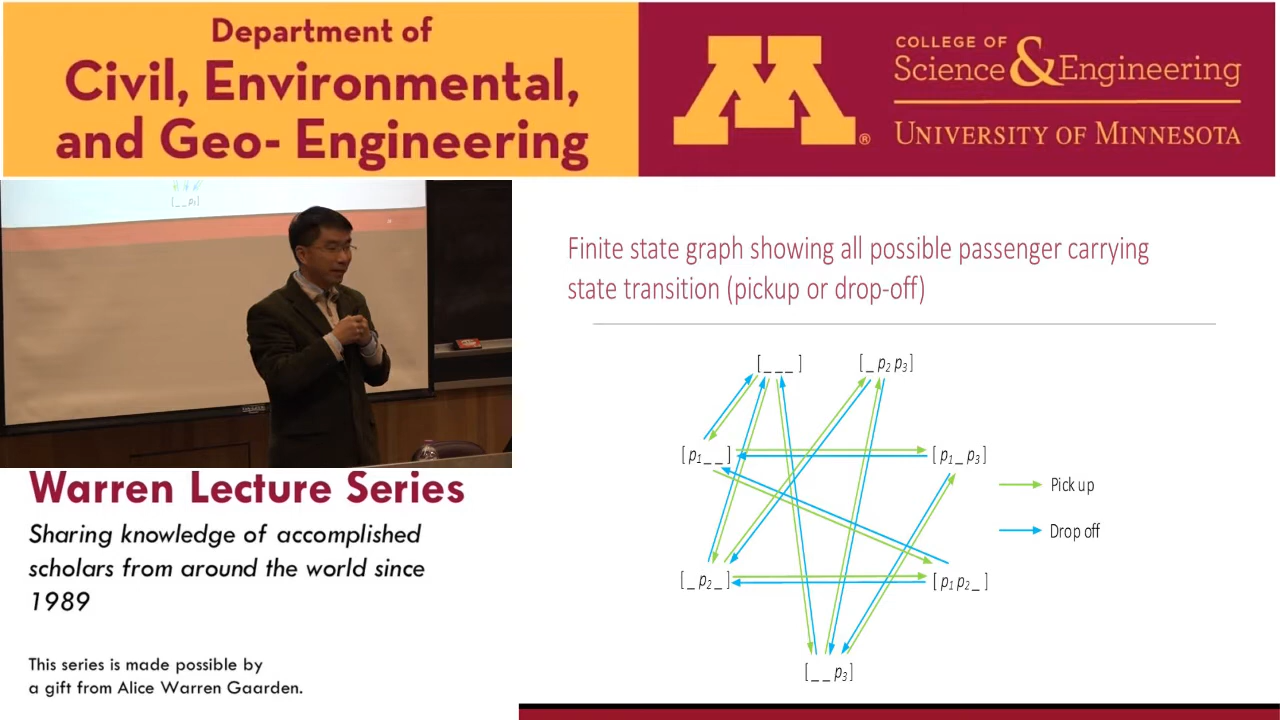 Department of
Civil, Environmental,
and Geo- Engineering
M®
COLLEGE OF
Science & Engineering
UNIVERSITY OF MINNESOTA
[ _ _ p3]
Warren Lecture Series
Sharing knowledge of accomplished
scholars from around the world since
1989
This series is made possible by
a gift from Alice Warren Gaarden.
Finite state graph showing all possible passenger carrying
state transition (pickup or drop-off)
[ _ _ _ ]
[ _ p2 p3]
[ p1 _ _ ]
[ p1 _ p3]
Pick up
Drop off
[ _ p2 _ ]
[ p1 p2 _ ]
[ _ _ p3]